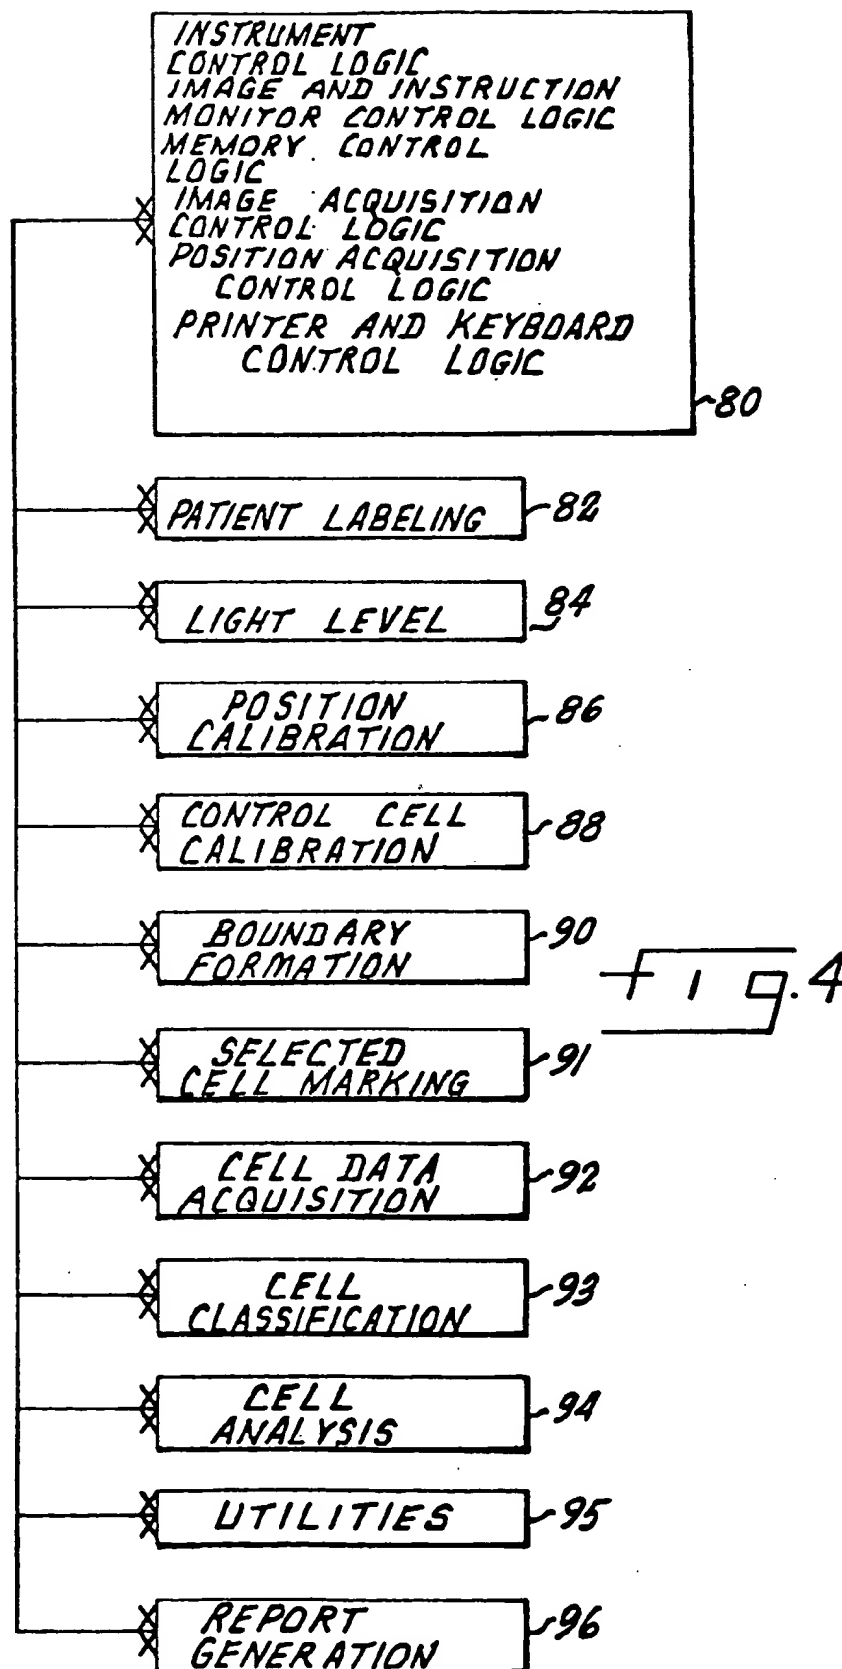 INSTRUMENT
CONTROL LOGIC
IMAGE AND INSTRUCTION
MONITOR CONTROL LOGIC
MEMORY CONTROL
LOGIC
IMAGE ACQUISITION
CONTROL LOGIC
POSITION ACQUISITION
CONTROL LOGIC
PRINTER AND KEYBOARD
CONTROL LOGIC
80
PATIENT LABELING
82
LIGHT LEVEL
84
POSITION
CALIBRATION
86
CONTROL CELL
CALIBRATION
88
BOUNDARY
FORMATION
90
fig.4
SELECTED
CELL MARKING
91
CELL DATA
ACQUISITION
92
CELL
CLASSIFICATION
93
CELL
ANALYSIS
94
UTILITIES
95
REPORT
GENERATION
96